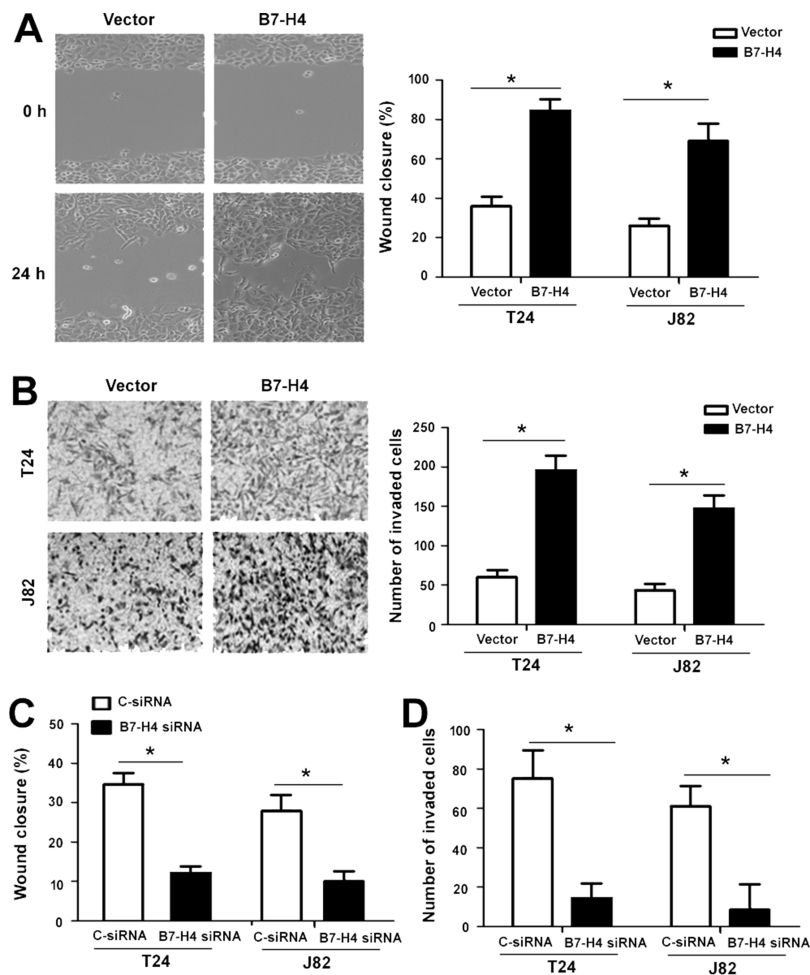 A
Vector B7-H4
0 h
24 h
Vector
B7-H4
Wound closure (%)
100
80
60
40
20
0
*
*
Vector B7-H4 Vector B7-H4
T24 J82
B
Vector B7-H4
T24
J82
Vector
B7-H4
Number of invaded cells
250
200
150
100
50
0
*
*
Vector B7-H4 Vector B7-H4
T24 J82
C
C-siRNA
B7-H4 siRNA
Wound closure (%)
50
40
30
20
10
0
*
*
C-siRNA B7-H4 siRNA C-siRNA B7-H4 siRNA
T24 J82
D
Number of invaded cells
100
80
60
40
20
0
*
*
C-siRNA B7-H4 siRNA C-siRNA B7-H4 siRNA
T24 J82